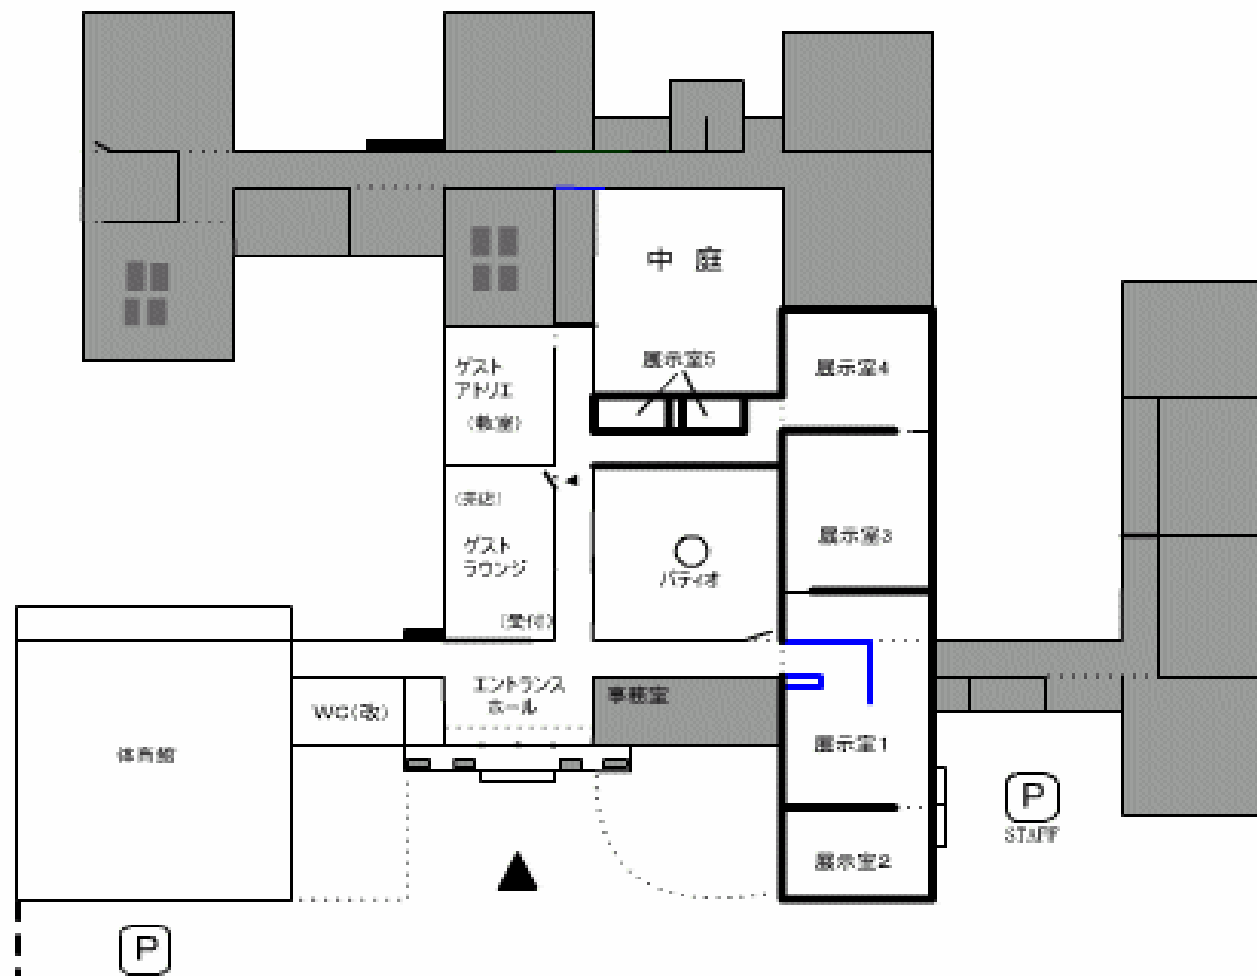 中庭
展示室5
展示室4
ゲスト
アトリエ
(教室)
(売店)
ゲスト
ラウンジ
(受付)
パティオ
展示室3
エントランス
ホール
事務室
WC(改)
体育館
展示室1
展示室2
P
STAFF
P